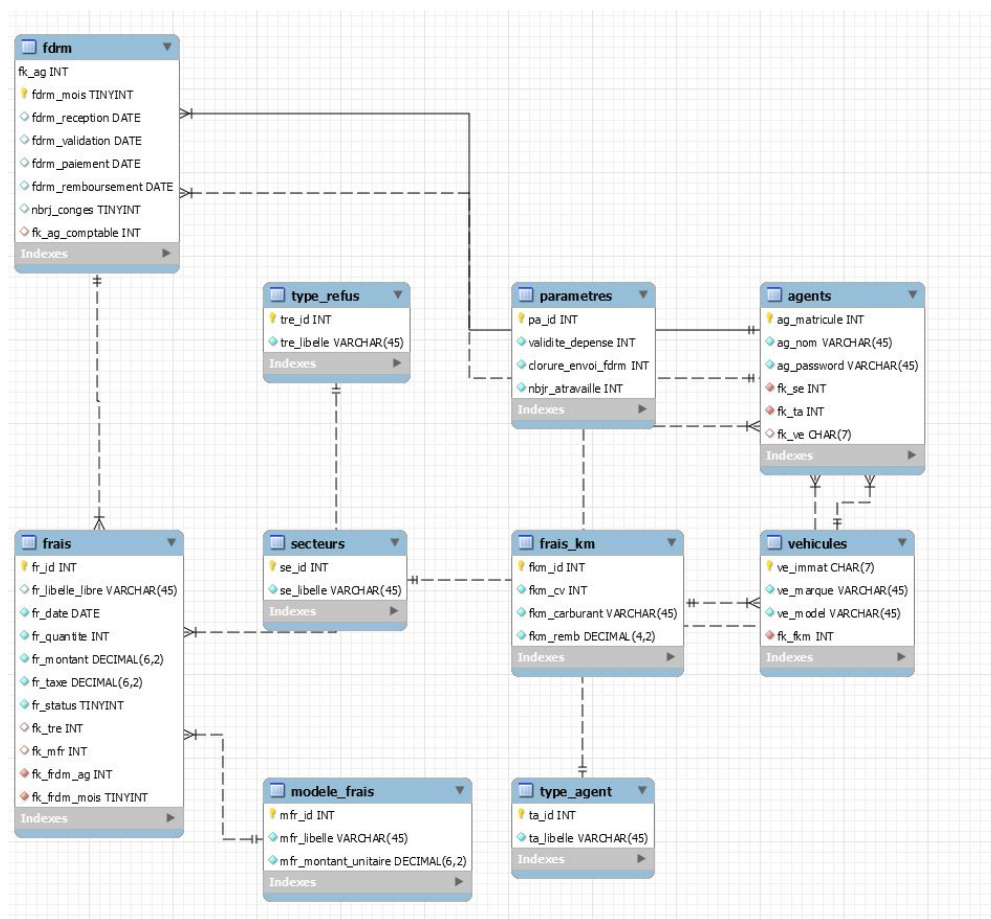 fdrm
fk_ag INT
fdrm_mois TINYINT
fdrm_reception DATE
fdrm_validation DATE
fdrm_paiement DATE
fdrm_remboursement DATE
nbrj_conges TINYINT
fk_ag_comptable INT
Indexes
type_refus
tre_id INT
tre_libelle VARCHAR(45)
Indexes
parametres
pa_id INT
validite_depense INT
clorure_envoi_fdrm INT
nbjr_atravaille INT
Indexes
agents
ag_matricule INT
ag_nom VARCHAR(45)
ag_password VARCHAR(45)
fk_se INT
fk_ta INT
fk_ve CHAR(7)
Indexes
frais
fr_id INT
fr_libelle_libre VARCHAR(45)
fr_date DATE
fr_quantite INT
fr_montant DECIMAL(6,2)
fr_taxe DECIMAL(6,2)
fr_status TINYINT
fk_tre INT
fk_mfr INT
fk_frdm_ag INT
fk_frdm_mois TINYINT
Indexes
secteurs
se_id INT
se_libelle VARCHAR(45)
Indexes
frais_km
fkm_id INT
fkm_cv INT
fkm_carburant VARCHAR(45)
fkm_remb DECIMAL(4,2)
Indexes
vehicules
ve_immat CHAR(7)
ve_marque VARCHAR(45)
ve_model VARCHAR(45)
fk_fkm INT
Indexes
modele_frais
mfr_id INT
mfr_libelle VARCHAR(45)
mfr_montant_unitaire DECIMAL(6,2)
Indexes
type_agent
ta_id INT
ta_libelle VARCHAR(45)
Indexes